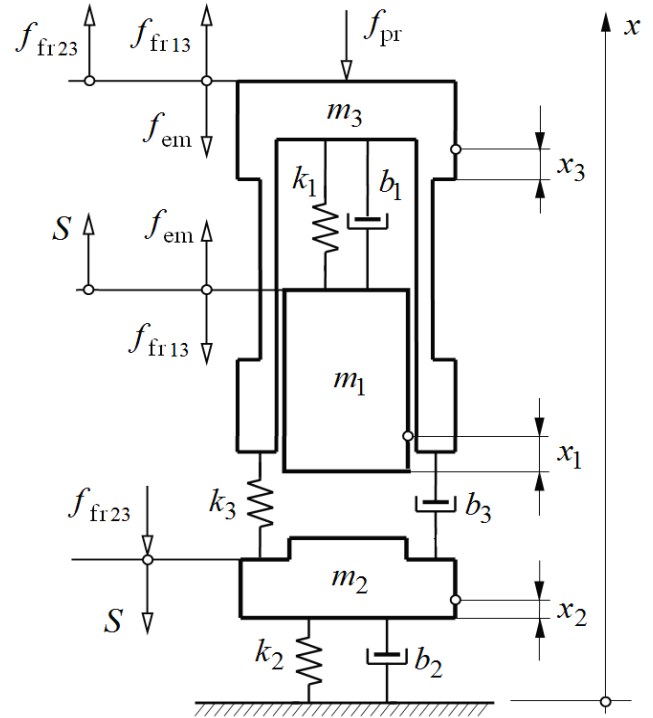 f_fr23 f_fr13 f_pr x
m_3
f_em
x_3
k_1 b_1
S f_em
f_fr13
m_1
x_1
k_3 b_3
f_fr23
m_2
x_2
S
k_2 b_2